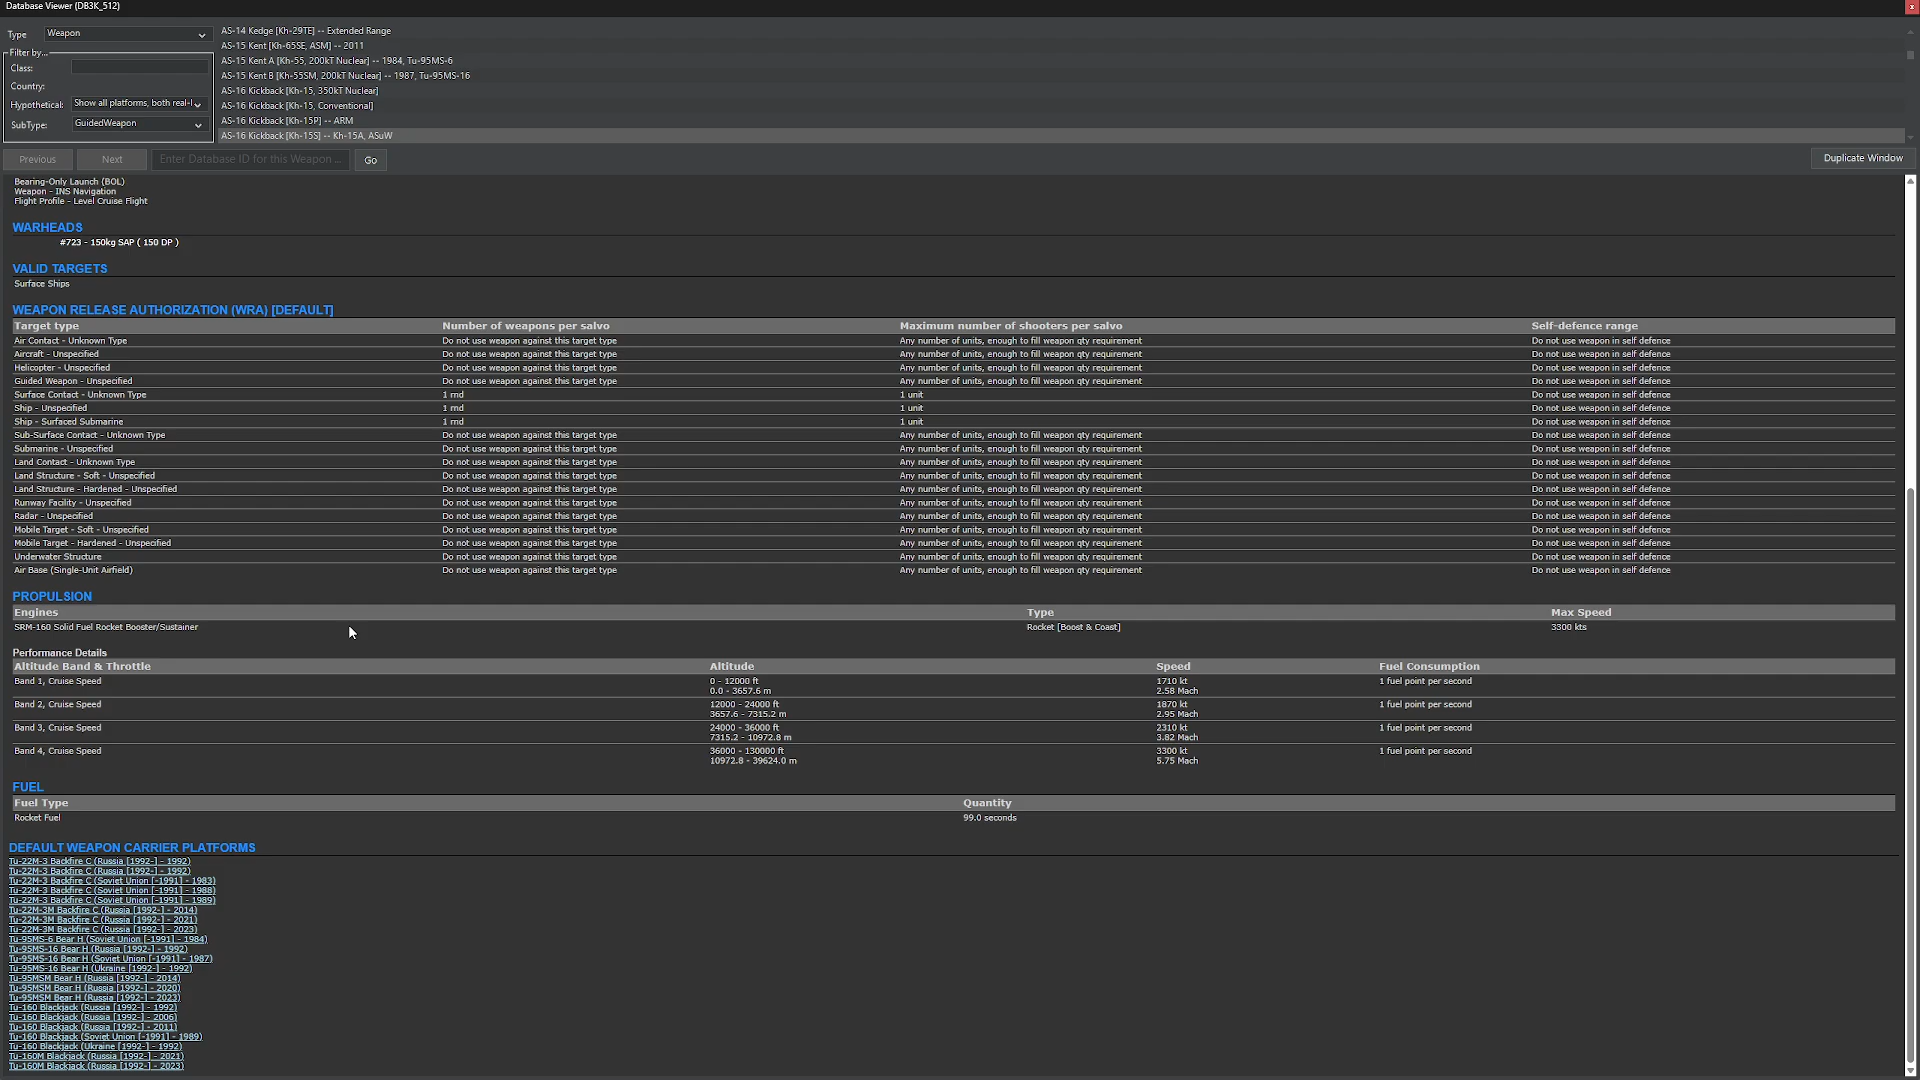 Database Viewer (DB3K_512)
x
Type Weapon
Filter by...
Class:
Country:
Hypothetical: Show all platforms, both real-l
SubType: GuidedWeapon
AS-14 Kedge [Kh-29TE] -- Extended Range
AS-15 Kent [Kh-65SE, ASM] -- 2011
AS-15 Kent A [Kh-55, 200kT Nuclear] -- 1984, Tu-95MS-6
AS-15 Kent B [Kh-55SM, 200kT Nuclear] -- 1987, Tu-95MS-16
AS-16 Kickback [Kh-15, 350kT Nuclear]
AS-16 Kickback [Kh-15, Conventional]
AS-16 Kickback [Kh-15P] -- ARM
AS-16 Kickback [Kh-15S] -- Kh-15A, ASuW
Previous Next Enter Database ID for this Weapon ... Go Duplicate Window
Bearing-Only Launch (BOL)
Weapon - INS Navigation
Flight Profile - Level Cruise Flight
WARHEADS
#723 - 150kg SAP ( 150 DP )
VALID TARGETS
Surface Ships
WEAPON RELEASE AUTHORIZATION (WRA) [DEFAULT]
Target type Number of weapons per salvo Maximum number of shooters per salvo Self-defence range
Air Contact - Unknown Type Do not use weapon against this target type Any number of units, enough to fill weapon qty requirement Do not use weapon in self defence
Aircraft - Unspecified Do not use weapon against this target type Any number of units, enough to fill weapon qty requirement Do not use weapon in self defence
Helicopter - Unspecified Do not use weapon against this target type Any number of units, enough to fill weapon qty requirement Do not use weapon in self defence
Guided Weapon - Unspecified Do not use weapon against this target type Any number of units, enough to fill weapon qty requirement Do not use weapon in self defence
Surface Contact - Unknown Type 1 rnd 1 unit Do not use weapon in self defence
Ship - Unspecified 1 rnd 1 unit Do not use weapon in self defence
Ship - Surfaced Submarine 1 rnd 1 unit Do not use weapon in self defence
Sub-Surface Contact - Unknown Type Do not use weapon against this target type Any number of units, enough to fill weapon qty requirement Do not use weapon in self defence
Submarine - Unspecified Do not use weapon against this target type Any number of units, enough to fill weapon qty requirement Do not use weapon in self defence
Land Contact - Unknown Type Do not use weapon against this target type Any number of units, enough to fill weapon qty requirement Do not use weapon in self defence
Land Structure - Soft - Unspecified Do not use weapon against this target type Any number of units, enough to fill weapon qty requirement Do not use weapon in self defence
Land Structure - Hardened - Unspecified Do not use weapon against this target type Any number of units, enough to fill weapon qty requirement Do not use weapon in self defence
Runway Facility - Unspecified Do not use weapon against this target type Any number of units, enough to fill weapon qty requirement Do not use weapon in self defence
Radar - Unspecified Do not use weapon against this target type Any number of units, enough to fill weapon qty requirement Do not use weapon in self defence
Mobile Target - Soft - Unspecified Do not use weapon against this target type Any number of units, enough to fill weapon qty requirement Do not use weapon in self defence
Mobile Target - Hardened - Unspecified Do not use weapon against this target type Any number of units, enough to fill weapon qty requirement Do not use weapon in self defence
Underwater Structure Do not use weapon against this target type Any number of units, enough to fill weapon qty requirement Do not use weapon in self defence
Air Base (Single-Unit Airfield) Do not use weapon against this target type Any number of units, enough to fill weapon qty requirement Do not use weapon in self defence
PROPULSION
Engines Type Max Speed
SRM-160 Solid Fuel Rocket Booster/Sustainer Rocket [Boost & Coast] 3300 kts
Performance Details
Altitude Band & Throttle Altitude Speed Fuel Consumption
Band 1, Cruise Speed 0 - 12000 ft 1710 kt 1 fuel point per second
0.0 - 3657.6 m 2.58 Mach
Band 2, Cruise Speed 12000 - 24000 ft 1870 kt 1 fuel point per second
3657.6 - 7315.2 m 2.95 Mach
Band 3, Cruise Speed 24000 - 36000 ft 2310 kt 1 fuel point per second
7315.2 - 10972.8 m 3.82 Mach
Band 4, Cruise Speed 36000 - 130000 ft 3300 kt 1 fuel point per second
10972.8 - 39624.0 m 5.75 Mach
FUEL
Fuel Type Quantity
Rocket Fuel 99.0 seconds
DEFAULT WEAPON CARRIER PLATFORMS
Tu-22M-3 Backfire C (Russia [1992-] - 1992)
Tu-22M-3 Backfire C (Russia [1992-] - 1992)
Tu-22M-3 Backfire C (Soviet Union [-1991] - 1983)
Tu-22M-3 Backfire C (Soviet Union [-1991] - 1988)
Tu-22M-3 Backfire C (Soviet Union [-1991] - 1989)
Tu-22M-3M Backfire C (Russia [1992-] - 2014)
Tu-22M-3M Backfire C (Russia [1992-] - 2021)
Tu-22M-3M Backfire C (Russia [1992-] - 2023)
Tu-95MS-6 Bear H (Soviet Union [-1991] - 1984)
Tu-95MS-16 Bear H (Russia [1992-] - 1992)
Tu-95MS-16 Bear H (Soviet Union [-1991] - 1987)
Tu-95MS-16 Bear H (Ukraine [1992-] - 1992)
Tu-95MSM Bear H (Russia [1992-] - 2014)
Tu-95MSM Bear H (Russia [1992-] - 2020)
Tu-95MSM Bear H (Russia [1992-] - 2023)
Tu-160 Blackjack (Russia [1992-] - 1992)
Tu-160 Blackjack (Russia [1992-] - 2006)
Tu-160 Blackjack (Russia [1992-] - 2011)
Tu-160 Blackjack (Soviet Union [-1991] - 1989)
Tu-160 Blackjack (Ukraine [1992-] - 1992)
Tu-160M Blackjack (Russia [1992-] - 2021)
Tu-160M Blackjack (Russia [1992-] - 2023)